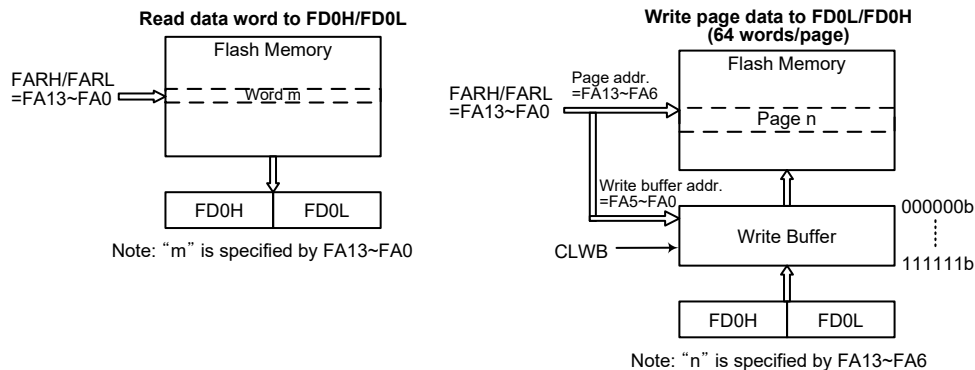 Read data word to FD0H/FD0L
Flash Memory
FARH/FARL
=FA13~FA0
Word m
FD0H
FD0L
Note: “m” is specified by FA13~FA0
Write page data to FD0L/FD0H
(64 words/page)
Flash Memory
Page addr.
=FA13~FA6
FARH/FARL
=FA13~FA0
Page n
Write buffer addr.
=FA5~FA0
000000b
Write Buffer
CLWB
111111b
FD0H
FD0L
Note: “n” is specified by FA13~FA6